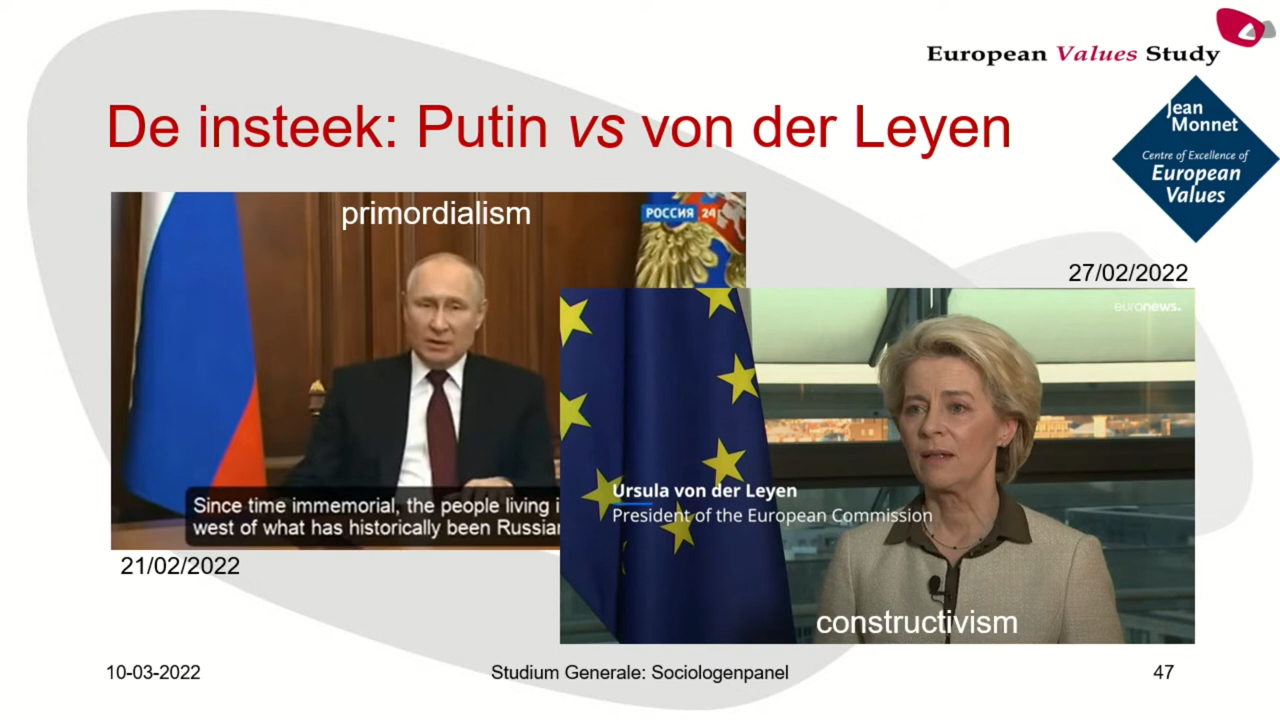 European Values Study
De insteek: Putin vs von der Leyen
Jean
Monnet
Centre of Excellence of
European
Values
primordialism
РОССИЯ 24
27/02/2022
euronews.
Since time immemorial, the people living i
west of what has historically been Russia
Ursula von der Leyen
President of the European Commission
21/02/2022
constructivism
10-03-2022
Studium Generale: Sociologenpanel
47